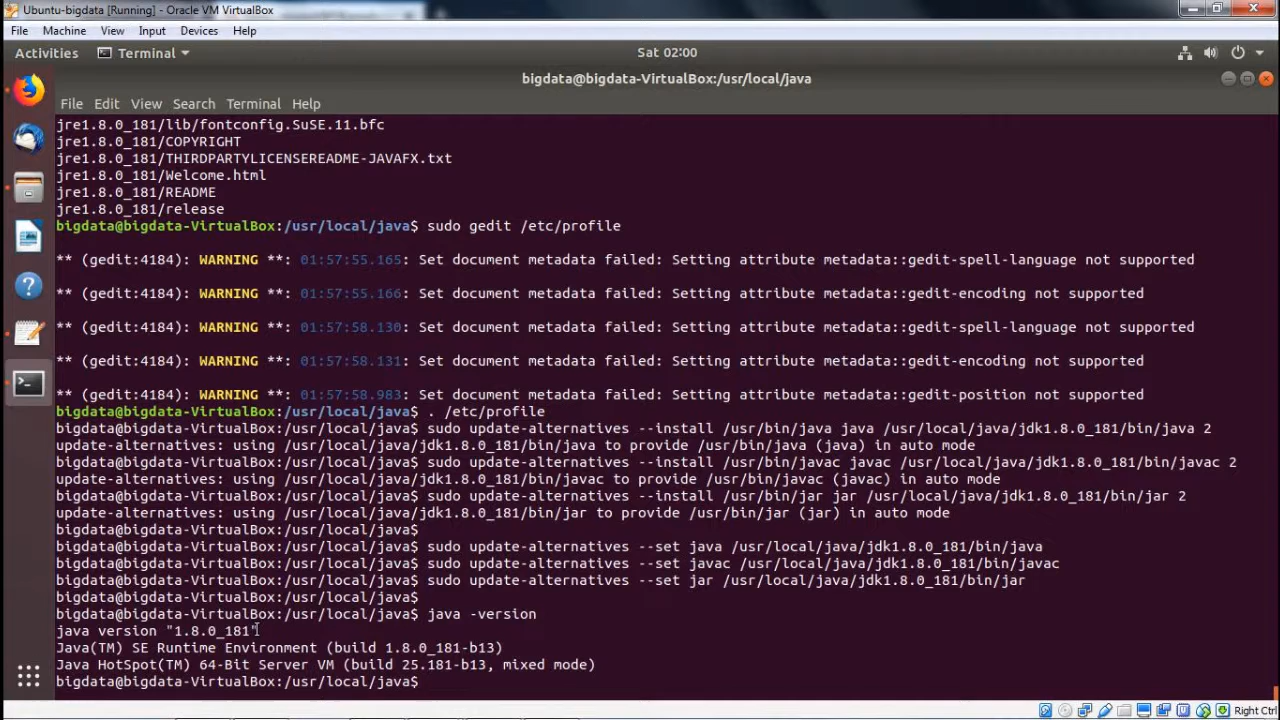 Ubuntu-bigdata [Running] - Oracle VM VirtualBox
File Machine View Input Devices Help
Activities Terminal Sat 02:00
bigdata@bigdata-VirtualBox:/usr/local/java
File Edit View Search Terminal Help
jre1.8.0_181/lib/fontconfig.SuSE.11.bfc
jre1.8.0_181/COPYRIGHT
jre1.8.0_181/THIRDPARTYLICENSEREADME-JAVAFX.txt
jre1.8.0_181/Welcome.html
jre1.8.0_181/README
jre1.8.0_181/release
bigdata@bigdata-VirtualBox:/usr/local/java$ sudo gedit /etc/profile
** (gedit:4184): WARNING **: 01:57:55.165: Set document metadata failed: Setting attribute metadata::gedit-spell-language not supported
** (gedit:4184): WARNING **: 01:57:55.166: Set document metadata failed: Setting attribute metadata::gedit-encoding not supported
** (gedit:4184): WARNING **: 01:57:58.130: Set document metadata failed: Setting attribute metadata::gedit-spell-language not supported
** (gedit:4184): WARNING **: 01:57:58.131: Set document metadata failed: Setting attribute metadata::gedit-encoding not supported
** (gedit:4184): WARNING **: 01:57:58.983: Set document metadata failed: Setting attribute metadata::gedit-position not supported
bigdata@bigdata-VirtualBox:/usr/local/java$ . /etc/profile
bigdata@bigdata-VirtualBox:/usr/local/java$ sudo update-alternatives --install /usr/bin/java java /usr/local/java/jdk1.8.0_181/bin/java 2
update-alternatives: using /usr/local/java/jdk1.8.0_181/bin/java to provide /usr/bin/java (java) in auto mode
bigdata@bigdata-VirtualBox:/usr/local/java$ sudo update-alternatives --install /usr/bin/javac javac /usr/local/java/jdk1.8.0_181/bin/javac 2
update-alternatives: using /usr/local/java/jdk1.8.0_181/bin/javac to provide /usr/bin/javac (javac) in auto mode
bigdata@bigdata-VirtualBox:/usr/local/java$ sudo update-alternatives --install /usr/bin/jar jar /usr/local/java/jdk1.8.0_181/bin/jar 2
update-alternatives: using /usr/local/java/jdk1.8.0_181/bin/jar to provide /usr/bin/jar (jar) in auto mode
bigdata@bigdata-VirtualBox:/usr/local/java$
bigdata@bigdata-VirtualBox:/usr/local/java$ sudo update-alternatives --set java /usr/local/java/jdk1.8.0_181/bin/java
bigdata@bigdata-VirtualBox:/usr/local/java$ sudo update-alternatives --set javac /usr/local/java/jdk1.8.0_181/bin/javac
bigdata@bigdata-VirtualBox:/usr/local/java$ sudo update-alternatives --set jar /usr/local/java/jdk1.8.0_181/bin/jar
bigdata@bigdata-VirtualBox:/usr/local/java$
bigdata@bigdata-VirtualBox:/usr/local/java$ java -version
java version "1.8.0_181"
Java(TM) SE Runtime Environment (build 1.8.0_181-b13)
Java HotSpot(TM) 64-Bit Server VM (build 25.181-b13, mixed mode)
bigdata@bigdata-VirtualBox:/usr/local/java$
Right Ctrl